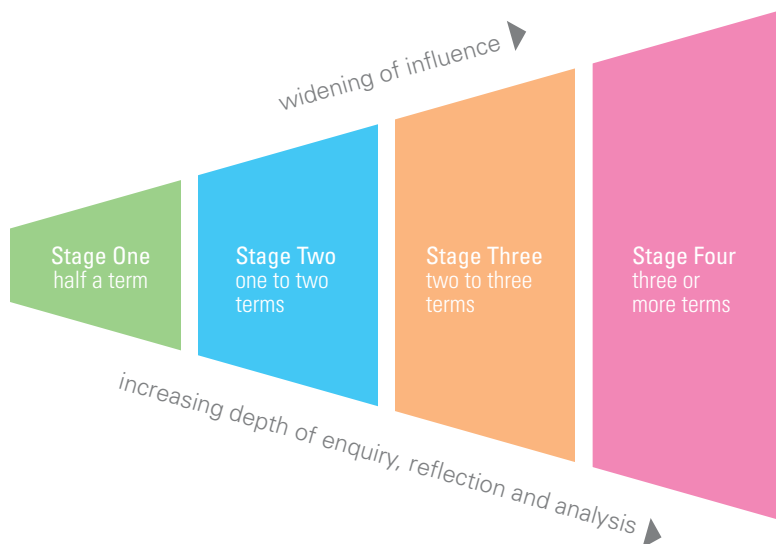 widening of influence
Stage One
half a term
Stage Two
one to two
terms
Stage Three
two to three
terms
Stage Four
three or
more terms
increasing depth of enquiry, reflection and analysis